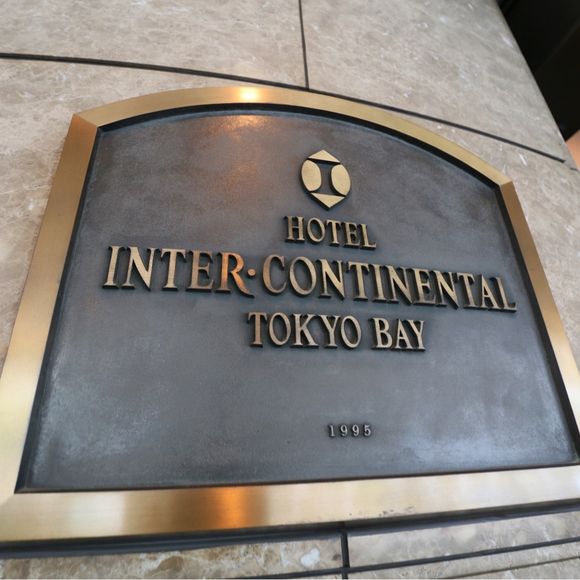 HOTEL
INTER·CONTINENTAL
TOKYO BAY
1995